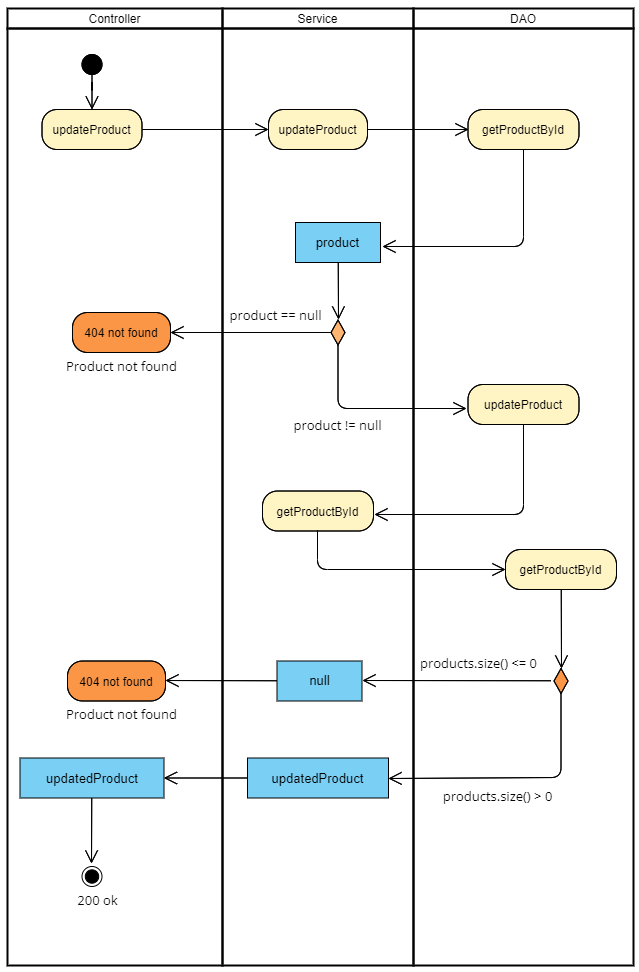 Controller
Service
DAO
updateProduct
updateProduct
getProductById
product
product == null
404 not found
Product not found
updateProduct
product != null
getProductById
getProductById
products.size() <= 0
404 not found
null
Product not found
updatedProduct
updatedProduct
products.size() > 0
200 ok